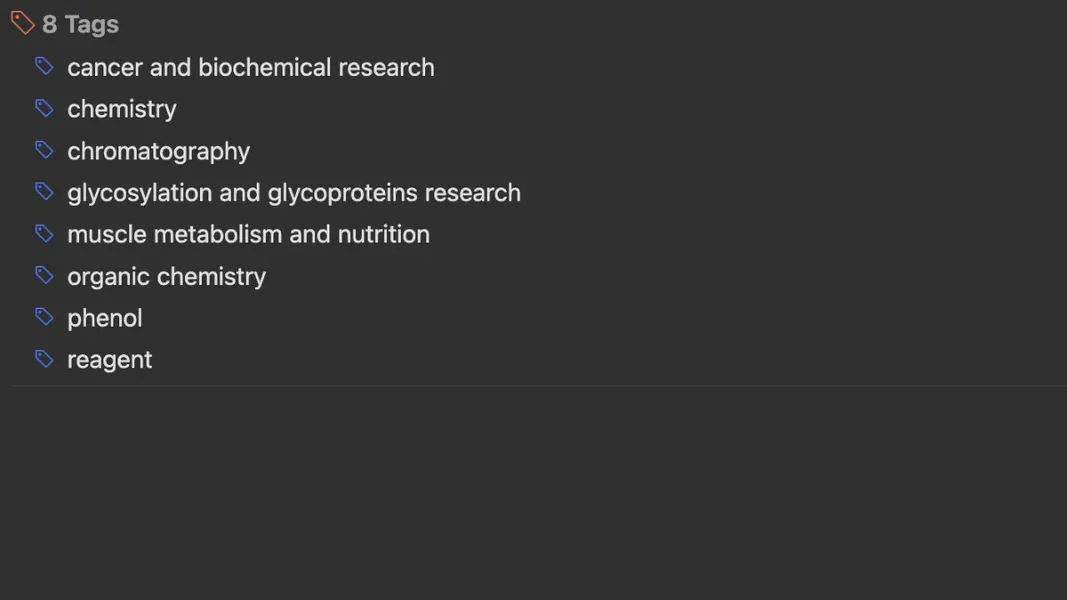 8 Tags
cancer and biochemical research
chemistry
chromatography
glycosylation and glycoproteins research
muscle metabolism and nutrition
organic chemistry
phenol
reagent